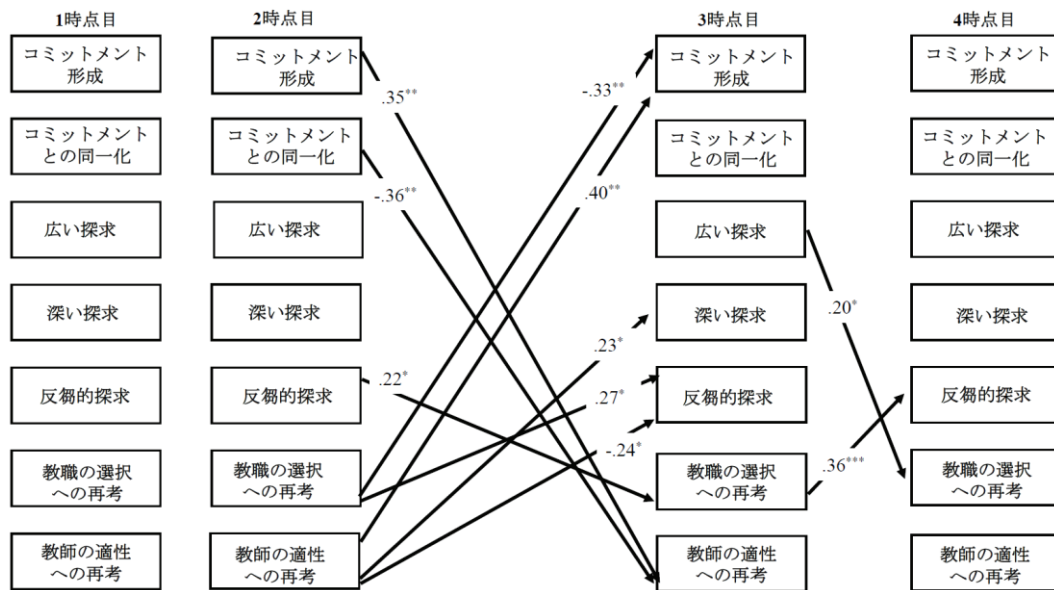 1時点目
2時点目
3時点目
4時点目
コミットメント
形成
コミットメント
形成
コミットメント
形成
コミットメント
形成
.35**
-.33**
コミットメント
との同一化
コミットメント
との同一化
コミットメント
との同一化
コミットメント
との同一化
-.36**
.40**
広い探求
広い探求
広い探求
広い探求
深い探求
深い探求
深い探求
深い探求
.20*
.23*
反芻的探求
反芻的探求
反芻的探求
反芻的探求
.22*
.27*
-.24*
.36***
教職の選択
への再考
教職の選択
への再考
教職の選択
への再考
教職の選択
への再考
教師の適性
への再考
教師の適性
への再考
教師の適性
への再考
教師の適性
への再考